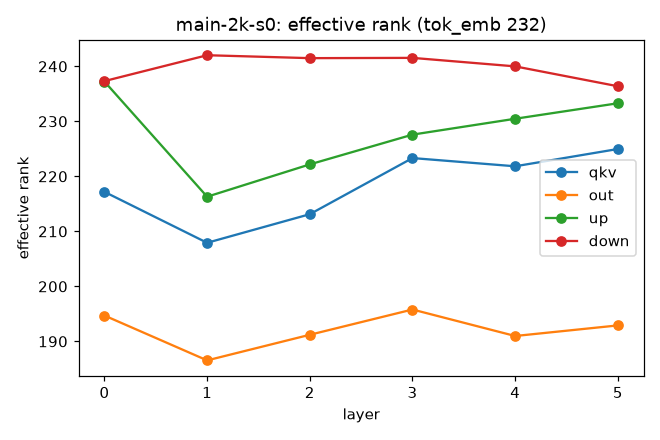 main-2k-s0: effective rank (tok_emb 232)
effective rank
240
230
220
210
200
190
qkv
out
up
down
0 1 2 3 4 5
layer